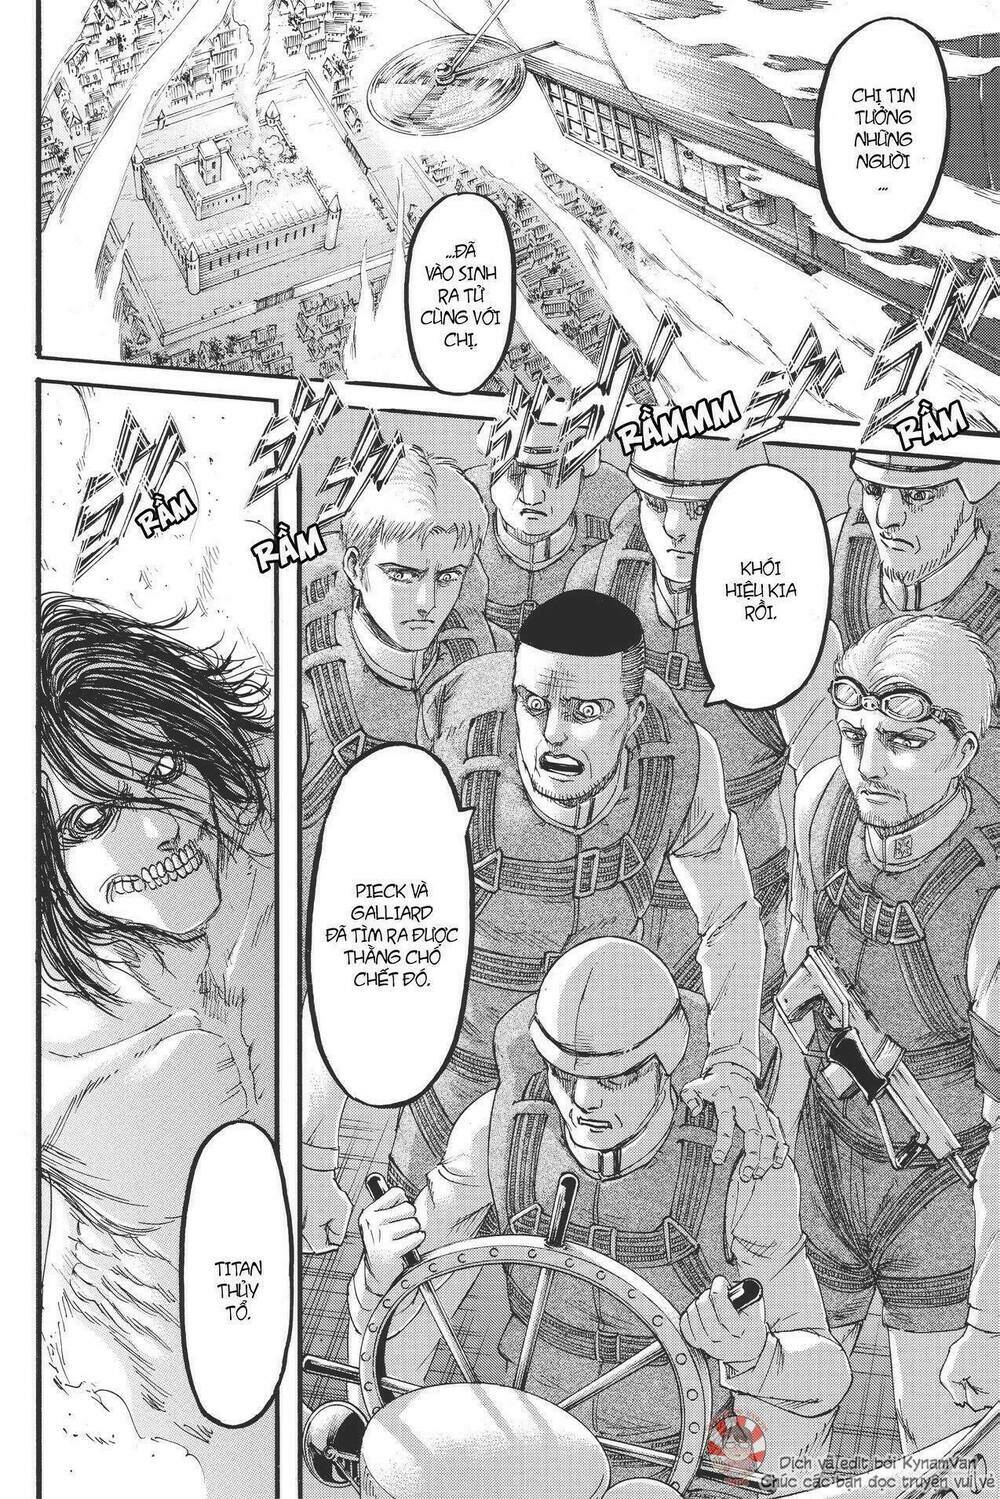 CHỊ TIN
TƯỞNG
NHỮNG
NGƯỜI
...
...ĐÃ
VÀO SINH
RA TỬ
CÙNG VỚI
CHỊ.
RẦMMM
RẦM
RẦM
RẦM
KHÓI
HIỆU KIA
RỒI.
PIECK VÀ
GALLIARD
ĐÃ TÌM RA ĐƯỢC
THẰNG CHÓ
CHẾT ĐÓ.
TITAN
THỦY
TỔ.
Dịch và edit bởi KynamVan
Chúc các bạn đọc truyện vui vẻ